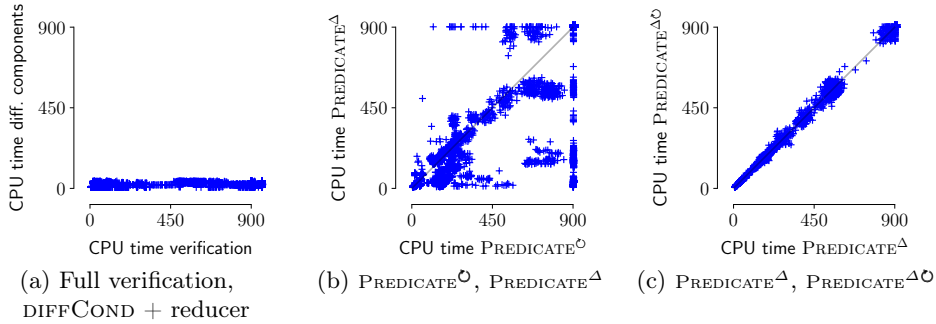 CPU time diff. components
900
450
0
0
450
900
CPU time verification
(a) Full verification,
DIFFCOND + reducer
CPU time PREDICATE^Δ
900
450
0
0
450
900
CPU time PREDICATE^↻
(b) PREDICATE^↻, PREDICATE^Δ
CPU time PREDICATE^Δ↻
900
450
0
0
450
900
CPU time PREDICATE^Δ
(c) PREDICATE^Δ, PREDICATE^Δ↻